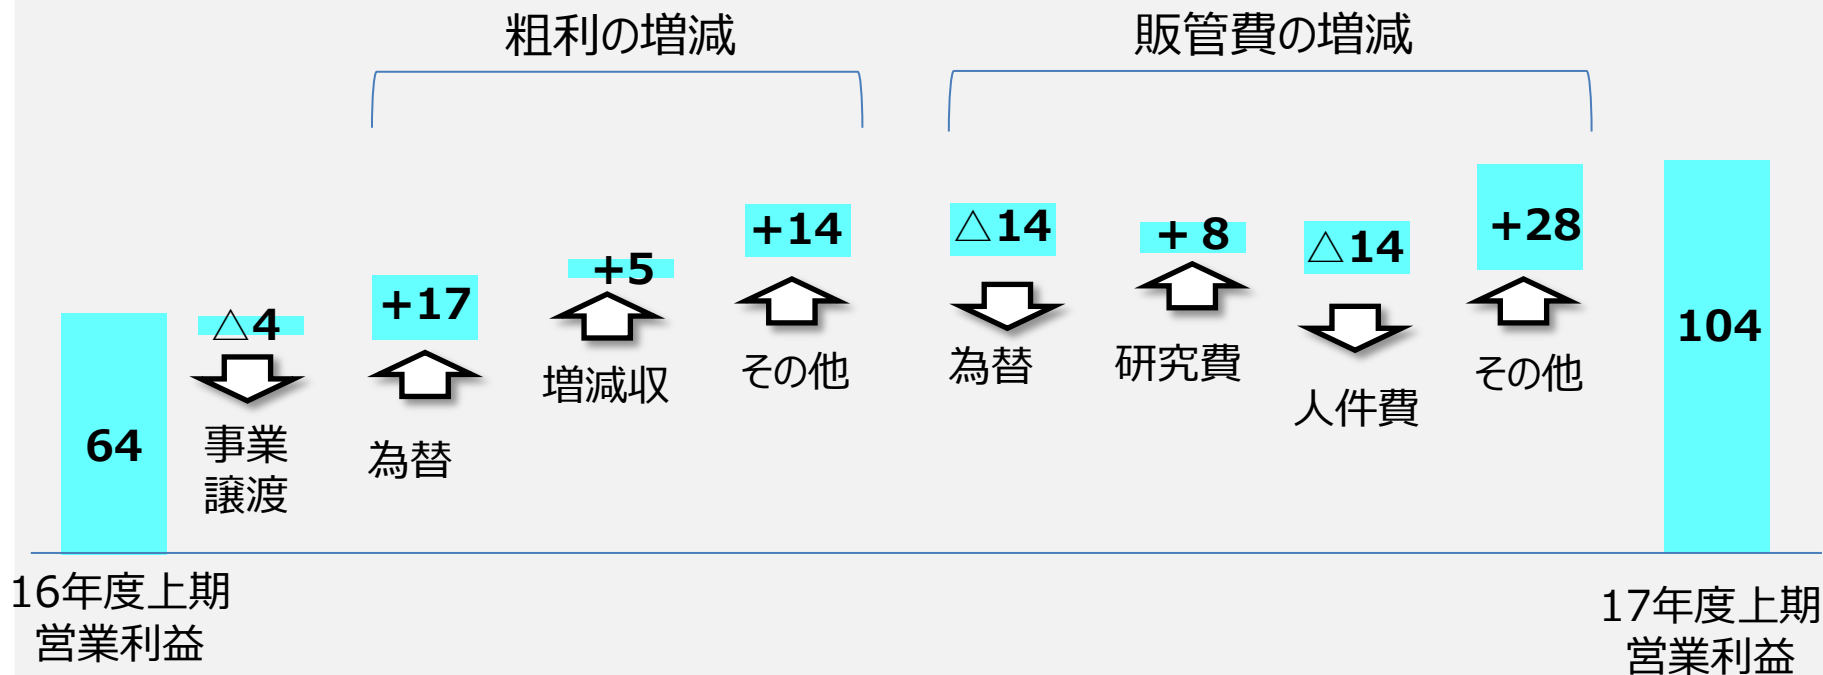 粗利の増減
販管費の増減
64
△4
事業
譲渡
+17
為替
+5
増減収
+14
その他
△14
為替
+8
研究費
△14
人件費
+28
その他
104
16年度上期
営業利益
17年度上期
営業利益